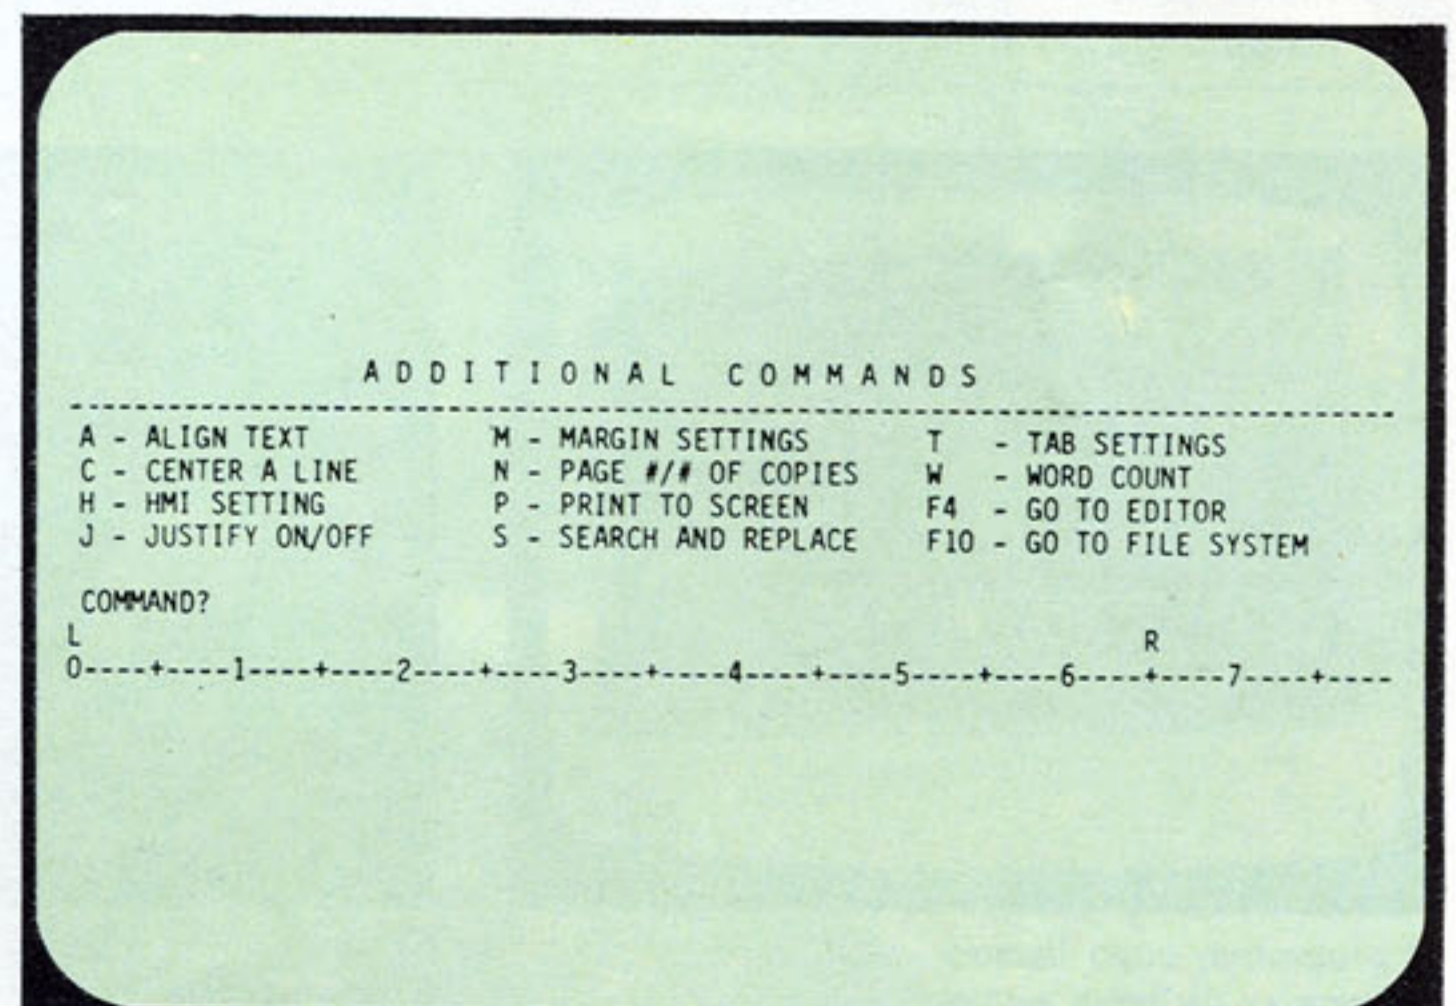 ADDITIONAL COMMANDS
--------------------------------------------------------------------------------
A - ALIGN TEXT M - MARGIN SETTINGS T - TAB SETTINGS
C - CENTER A LINE N - PAGE #/# OF COPIES W - WORD COUNT
H - HMI SETTING P - PRINT TO SCREEN F4 - GO TO EDITOR
J - JUSTIFY ON/OFF S - SEARCH AND REPLACE F10 - GO TO FILE SYSTEM
COMMAND?
L R
0----+----1----+----2----+----3----+----4----+----5----+----6----+----7----+----